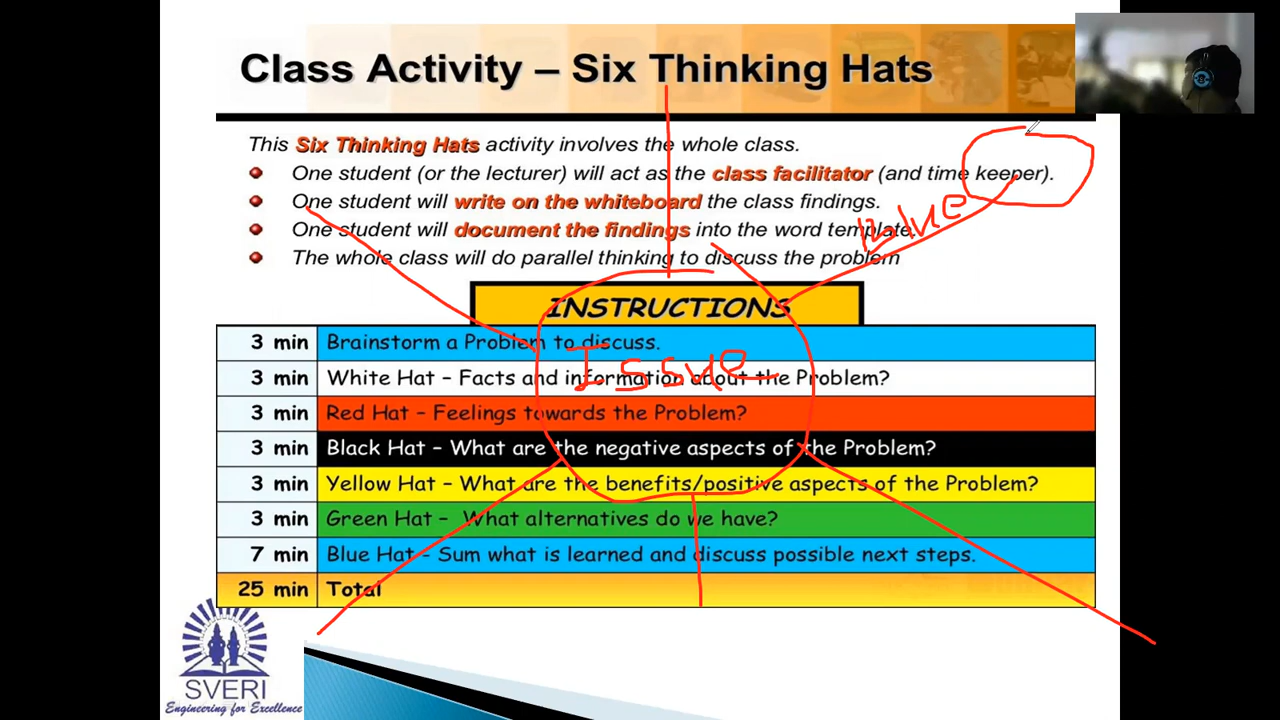 Class Activity – Six Thinking Hats
This Six Thinking Hats activity involves the whole class.
One student (or the lecturer) will act as the class facilitator (and time keeper).
One student will write on the whiteboard the class findings.
One student will document the findings into the word template.
The whole class will do parallel thinking to discuss the problem
Blue
INSTRUCTIONS
3 min Brainstorm a Problem to discuss.
Issue
3 min White Hat – Facts and information about the Problem?
3 min Red Hat – Feelings towards the Problem?
3 min Black Hat – What are the negative aspects of the Problem?
3 min Yellow Hat – What are the benefits/positive aspects of the Problem?
3 min Green Hat – What alternatives do we have?
7 min Blue Hat – Sum what is learned and discuss possible next steps.
25 min Total
SVERI
Engineering for Excellence